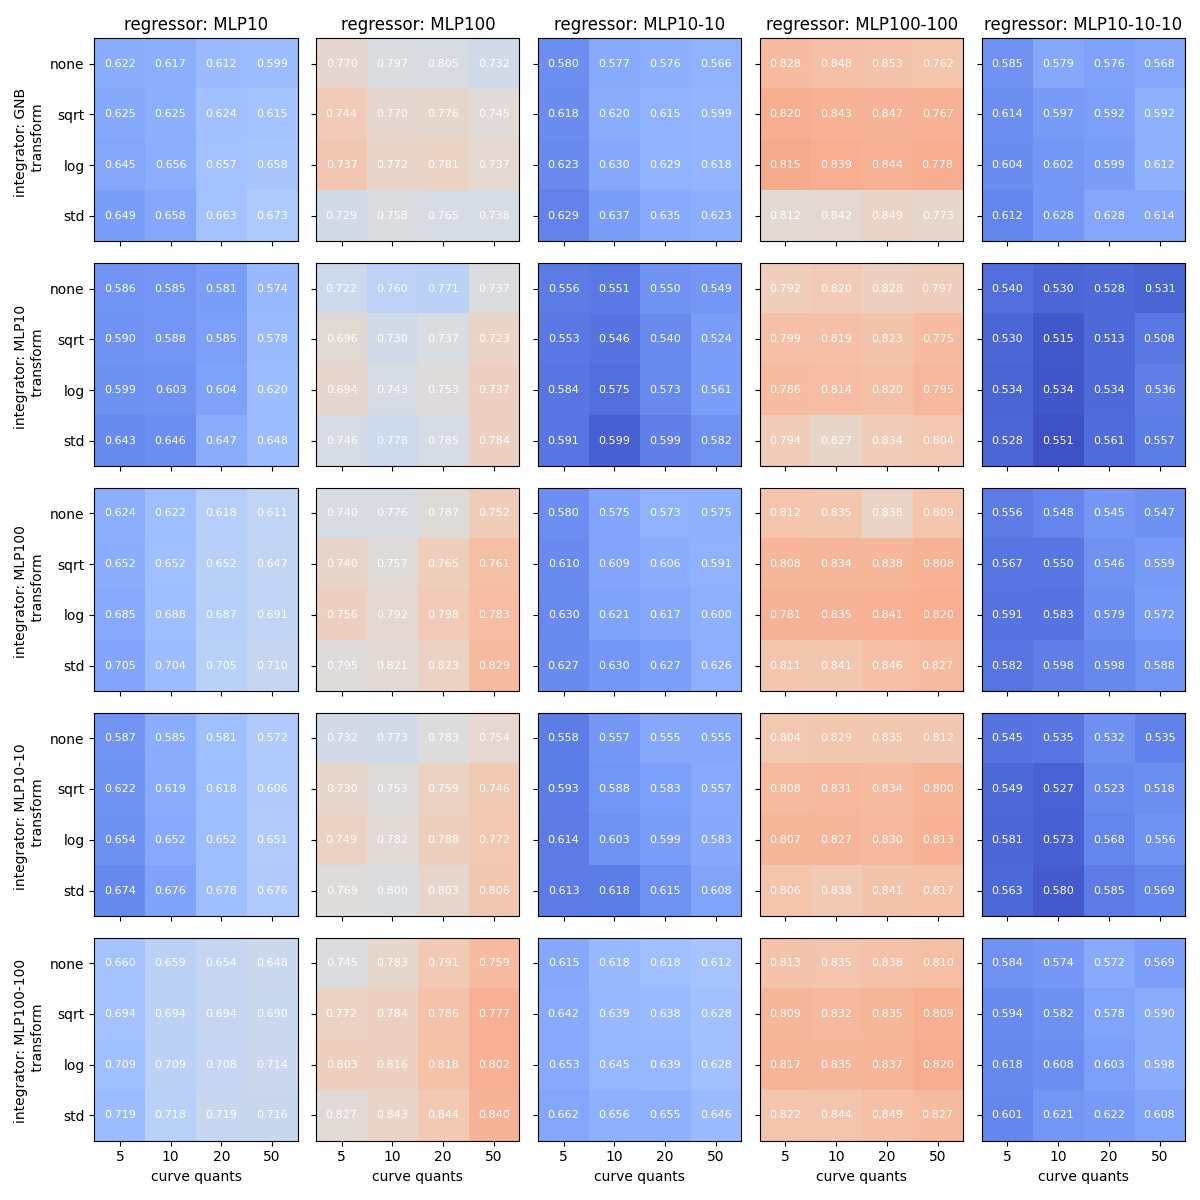 regressor: MLP10 regressor: MLP100 regressor: MLP10-10 regressor: MLP100-100 regressor: MLP10-10-10
integrator: GNB
transform
none 0.622 0.617 0.612 0.599 0.770 0.797 0.805 0.732 0.580 0.577 0.576 0.566 0.828 0.848 0.853 0.762 0.585 0.579 0.576 0.568
sqrt 0.625 0.625 0.624 0.615 0.744 0.770 0.776 0.745 0.618 0.620 0.615 0.599 0.820 0.843 0.847 0.767 0.614 0.597 0.592 0.592
log 0.645 0.656 0.657 0.658 0.737 0.772 0.781 0.737 0.623 0.630 0.629 0.618 0.815 0.839 0.844 0.778 0.604 0.602 0.599 0.612
std 0.649 0.658 0.663 0.673 0.729 0.758 0.765 0.738 0.629 0.637 0.635 0.623 0.812 0.842 0.849 0.773 0.612 0.628 0.628 0.614
5 10 20 50 5 10 20 50 5 10 20 50 5 10 20 50 5 10 20 50
integrator: MLP10
transform
none 0.586 0.585 0.581 0.574 0.722 0.760 0.771 0.737 0.556 0.551 0.550 0.549 0.792 0.820 0.828 0.797 0.540 0.530 0.528 0.531
sqrt 0.590 0.588 0.585 0.578 0.696 0.730 0.737 0.723 0.553 0.546 0.540 0.524 0.799 0.819 0.823 0.775 0.530 0.515 0.513 0.508
log 0.599 0.603 0.604 0.620 0.694 0.743 0.753 0.737 0.584 0.575 0.573 0.561 0.786 0.814 0.820 0.795 0.534 0.534 0.534 0.536
std 0.643 0.646 0.647 0.648 0.746 0.778 0.785 0.784 0.591 0.599 0.599 0.582 0.794 0.827 0.834 0.804 0.528 0.551 0.561 0.557
integrator: MLP100
transform
none 0.624 0.622 0.618 0.611 0.740 0.776 0.787 0.752 0.580 0.575 0.573 0.575 0.812 0.835 0.838 0.809 0.556 0.548 0.545 0.547
sqrt 0.652 0.652 0.652 0.647 0.740 0.757 0.765 0.761 0.610 0.609 0.606 0.591 0.808 0.834 0.838 0.808 0.567 0.550 0.546 0.559
log 0.685 0.688 0.687 0.691 0.756 0.792 0.798 0.783 0.630 0.621 0.617 0.600 0.781 0.835 0.841 0.820 0.591 0.583 0.579 0.572
std 0.705 0.704 0.705 0.710 0.795 0.821 0.823 0.829 0.627 0.630 0.627 0.626 0.811 0.841 0.846 0.827 0.582 0.598 0.598 0.588
integrator: MLP10-10
transform
none 0.587 0.585 0.581 0.572 0.732 0.773 0.783 0.754 0.558 0.557 0.555 0.555 0.804 0.829 0.835 0.812 0.545 0.535 0.532 0.535
sqrt 0.622 0.619 0.618 0.606 0.730 0.753 0.759 0.746 0.593 0.588 0.583 0.557 0.808 0.831 0.834 0.800 0.549 0.527 0.523 0.518
log 0.654 0.652 0.652 0.651 0.749 0.782 0.788 0.772 0.614 0.603 0.599 0.583 0.807 0.827 0.830 0.813 0.581 0.573 0.568 0.556
std 0.674 0.676 0.678 0.676 0.769 0.800 0.803 0.806 0.613 0.618 0.615 0.608 0.806 0.838 0.841 0.817 0.563 0.580 0.585 0.569
integrator: MLP100-100
transform
none 0.660 0.659 0.654 0.648 0.745 0.783 0.791 0.759 0.615 0.618 0.618 0.612 0.813 0.835 0.838 0.810 0.584 0.574 0.572 0.569
sqrt 0.694 0.694 0.694 0.690 0.772 0.784 0.786 0.777 0.642 0.639 0.638 0.628 0.809 0.832 0.835 0.809 0.594 0.582 0.578 0.590
log 0.709 0.709 0.708 0.714 0.803 0.816 0.818 0.802 0.653 0.645 0.639 0.628 0.817 0.835 0.837 0.820 0.618 0.608 0.603 0.598
std 0.719 0.718 0.719 0.716 0.827 0.843 0.844 0.840 0.662 0.656 0.655 0.646 0.822 0.844 0.849 0.827 0.601 0.621 0.622 0.608
5 10 20 50 5 10 20 50 5 10 20 50 5 10 20 50 5 10 20 50
curve quants curve quants curve quants curve quants curve quants